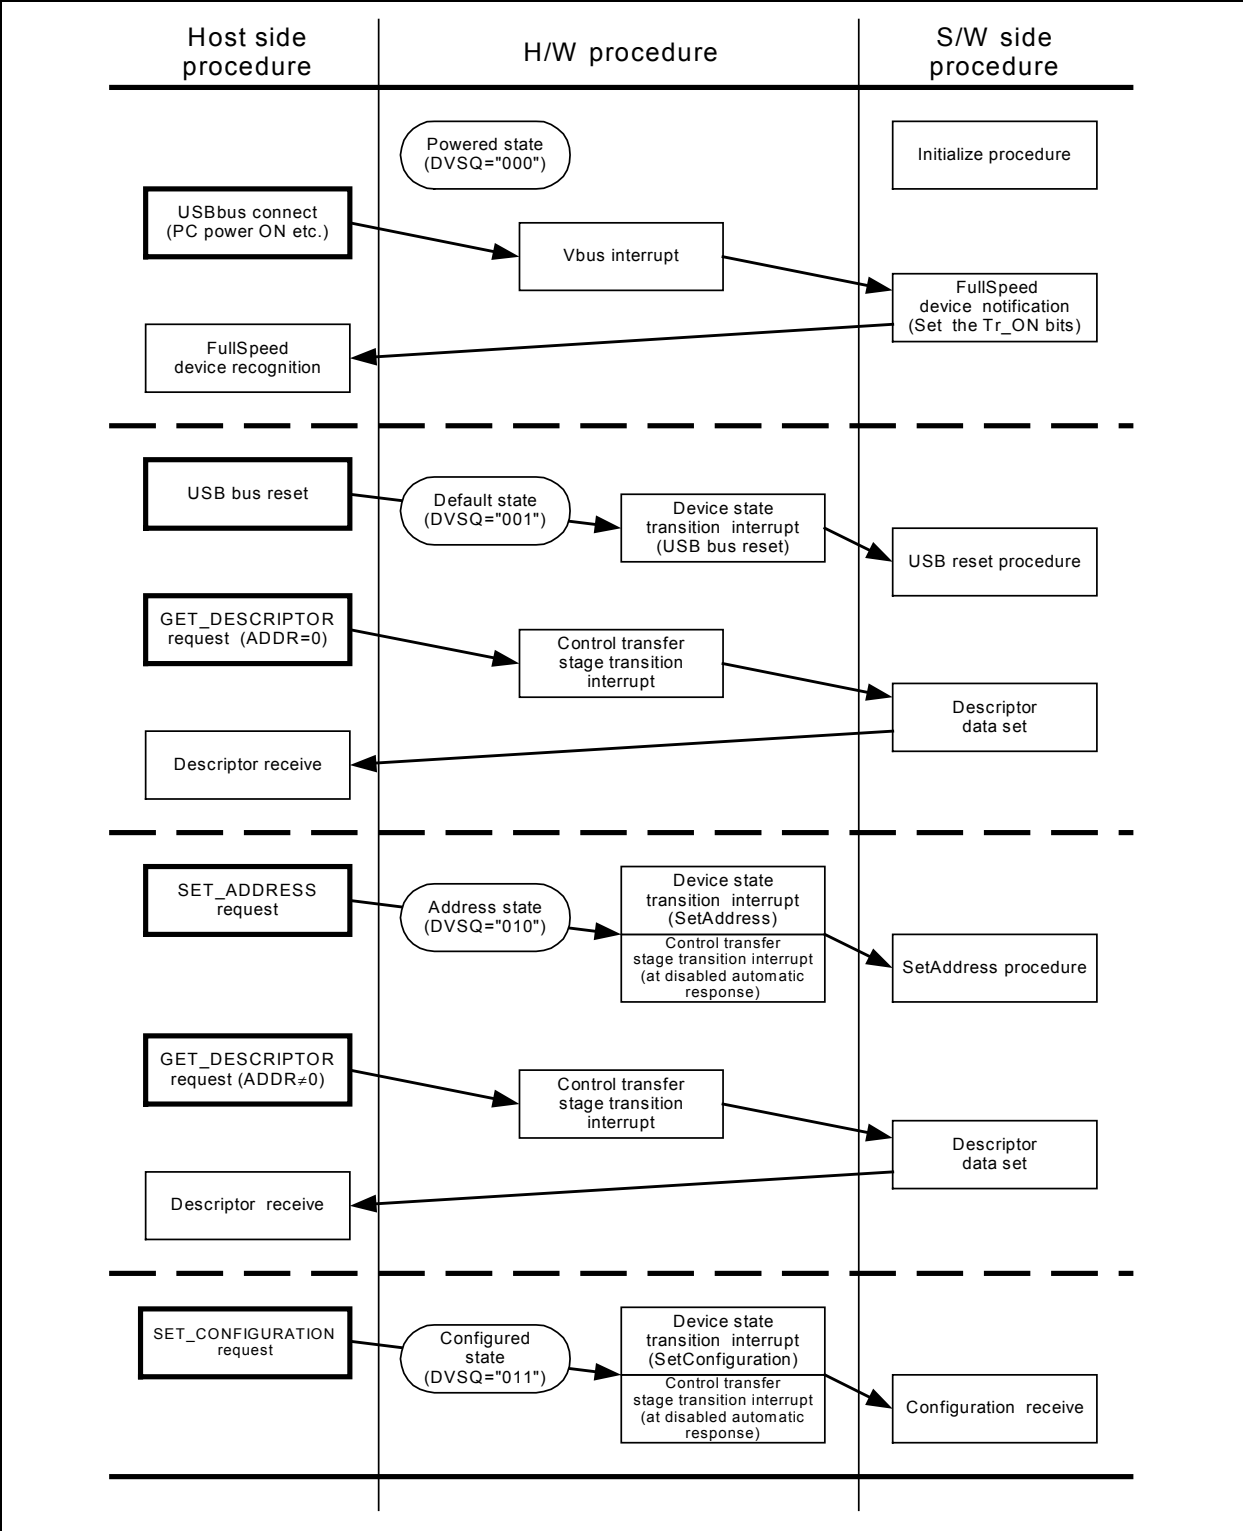 Host side
procedure
H/W procedure
S/W side
procedure
Powered state
(DVSQ="000")
Initialize procedure
USBbus connect
(PC power ON etc.)
Vbus interrupt
FullSpeed
device notification
(Set the Tr_ON bits)
FullSpeed
device recognition
USB bus reset
Default state
(DVSQ="001")
Device state
transition interrupt
(USB bus reset)
USB reset procedure
GET_DESCRIPTOR
request (ADDR=0)
Control transfer
stage transition
interrupt
Descriptor
data set
Descriptor receive
SET_ADDRESS
request
Address state
(DVSQ="010")
Device state
transition interrupt
(SetAddress)
Control transfer
stage transition interrupt
(at disabled automatic
response)
SetAddress procedure
GET_DESCRIPTOR
request (ADDR≠0)
Control transfer
stage transition
interrupt
Descriptor
data set
Descriptor receive
SET_CONFIGURATION
request
Configured
state
(DVSQ="011")
Device state
transition interrupt
(SetConfiguration)
Control transfer
stage transition interrupt
(at disabled automatic
response)
Configuration receive